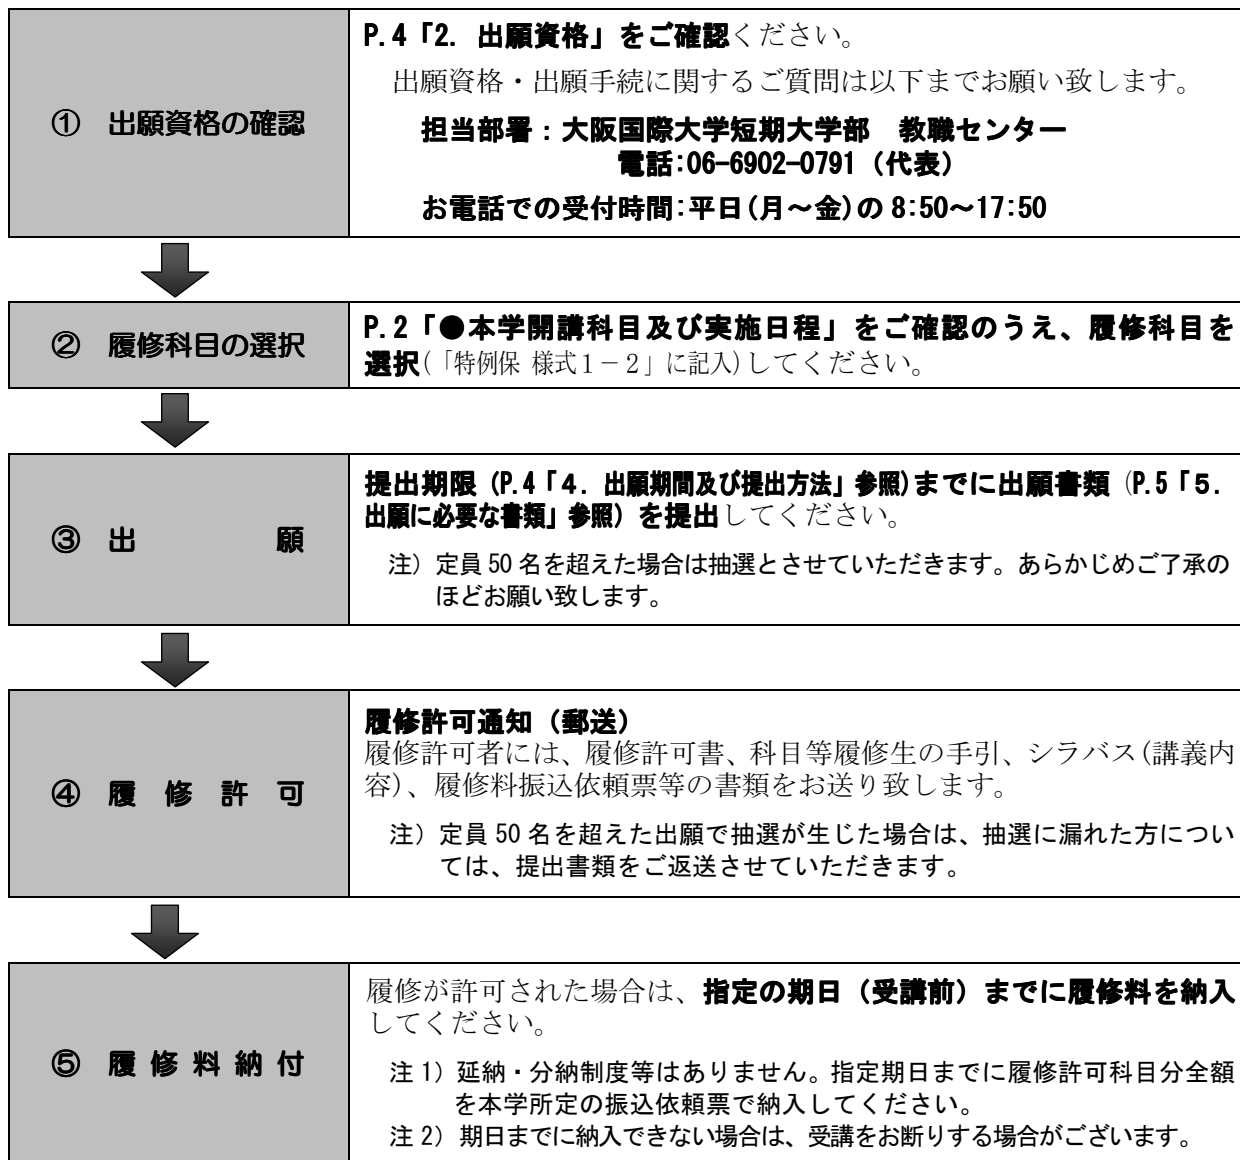 ① 出願資格の確認
P.4「2. 出願資格」をご確認ください。
出願資格・出願手続に関するご質問は以下までお願い致します。
担当部署：大阪国際大学短期大学部 教職センター
電話:06-6902-0791（代表）
お電話での受付時間:平日(月～金)の 8:50～17:50
② 履修科目の選択
P.2「●本学開講科目及び実施日程」をご確認のうえ、履修科目を
選択(「特例保 様式１－２」に記入)してください。
③ 出 願
提出期限（P.4「４. 出願期間及び提出方法」参照)までに出願書類（P.5「５.
出願に必要な書類」参照）を提出してください。
注）定員 50 名を超えた場合は抽選とさせていただきます。あらかじめご了承の
ほどお願い致します。
④ 履 修 許 可
履修許可通知（郵送）
履修許可者には、履修許可書、科目等履修生の手引、シラバス(講義内
容)、履修料振込依頼票等の書類をお送り致します。
注）定員 50 名を超えた出願で抽選が生じた場合は、抽選に漏れた方につい
ては、提出書類をご返送させていただきます。
⑤ 履 修 料 納 付
履修が許可された場合は、指定の期日（受講前）までに履修料を納入
してください。
注 1）延納・分納制度等はありません。指定期日までに履修許可科目分全額
を本学所定の振込依頼票で納入してください。
注 2）期日までに納入できない場合は、受講をお断りする場合がございます。